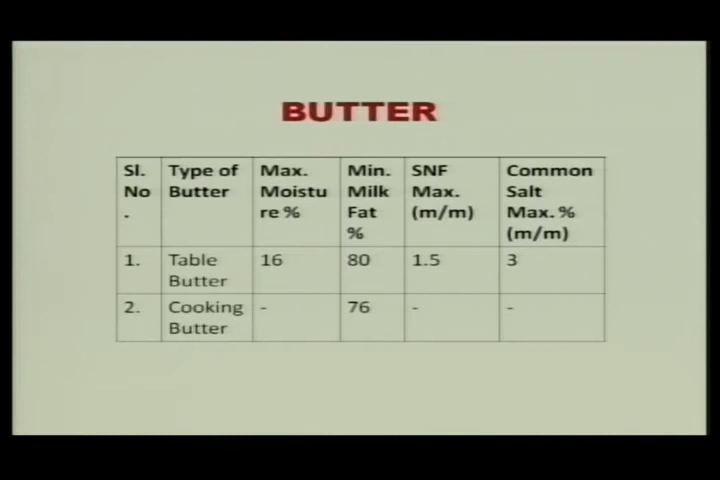 BUTTER
Sl. No . Type of Butter Max. Moistu re % Min. Milk Fat % SNF Max. (m/m) Common Salt Max. % (m/m)
1. Table Butter 16 80 1.5 3
2. Cooking Butter - 76 - -